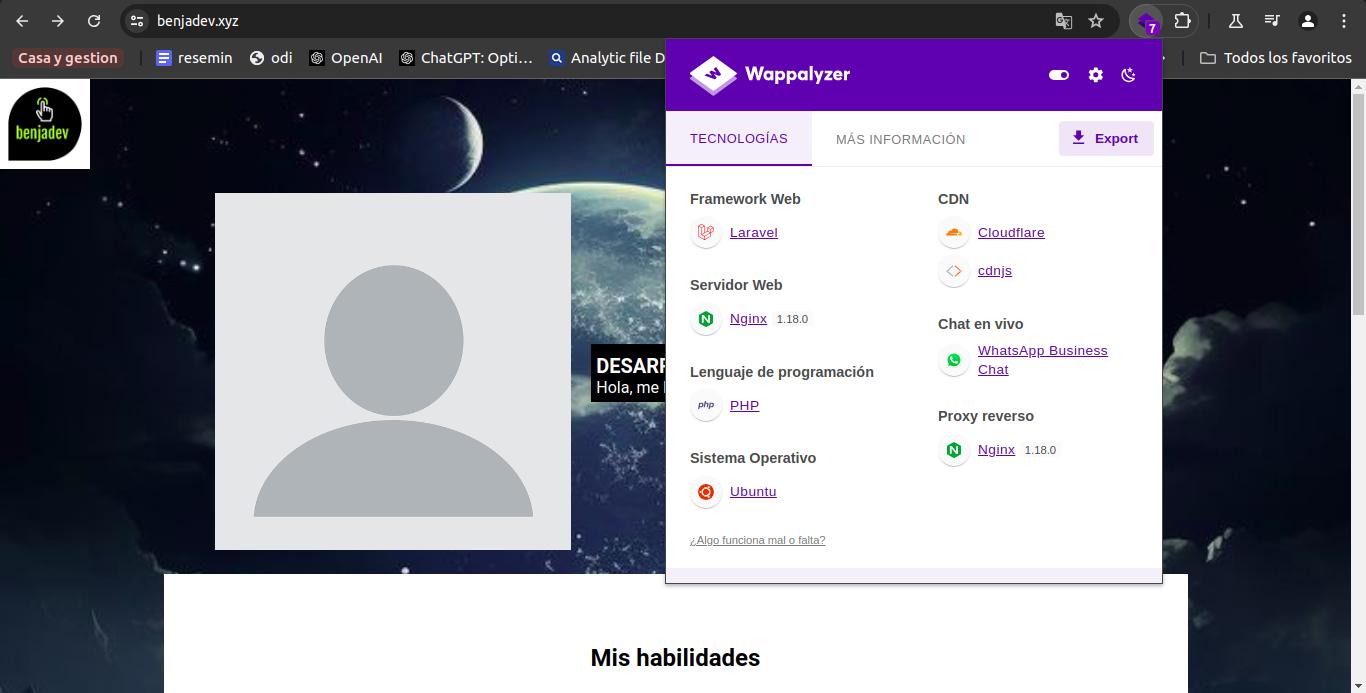 benjadev.xyz
7
Casa y gestion
resemin
odi
OpenAI
ChatGPT: Opti...
Analytic file D
Todos los favoritos
benjadev
Wappalyzer
TECNOLOGÍAS
MÁS INFORMACIÓN
Export
Framework Web
Laravel
Servidor Web
Nginx 1.18.0
Lenguaje de programación
php PHP
Sistema Operativo
Ubuntu
¿Algo funciona mal o falta?
CDN
Cloudflare
cdnjs
Chat en vivo
WhatsApp Business
Chat
Proxy reverso
Nginx 1.18.0
DESARR
Hola, me
Mis habilidades